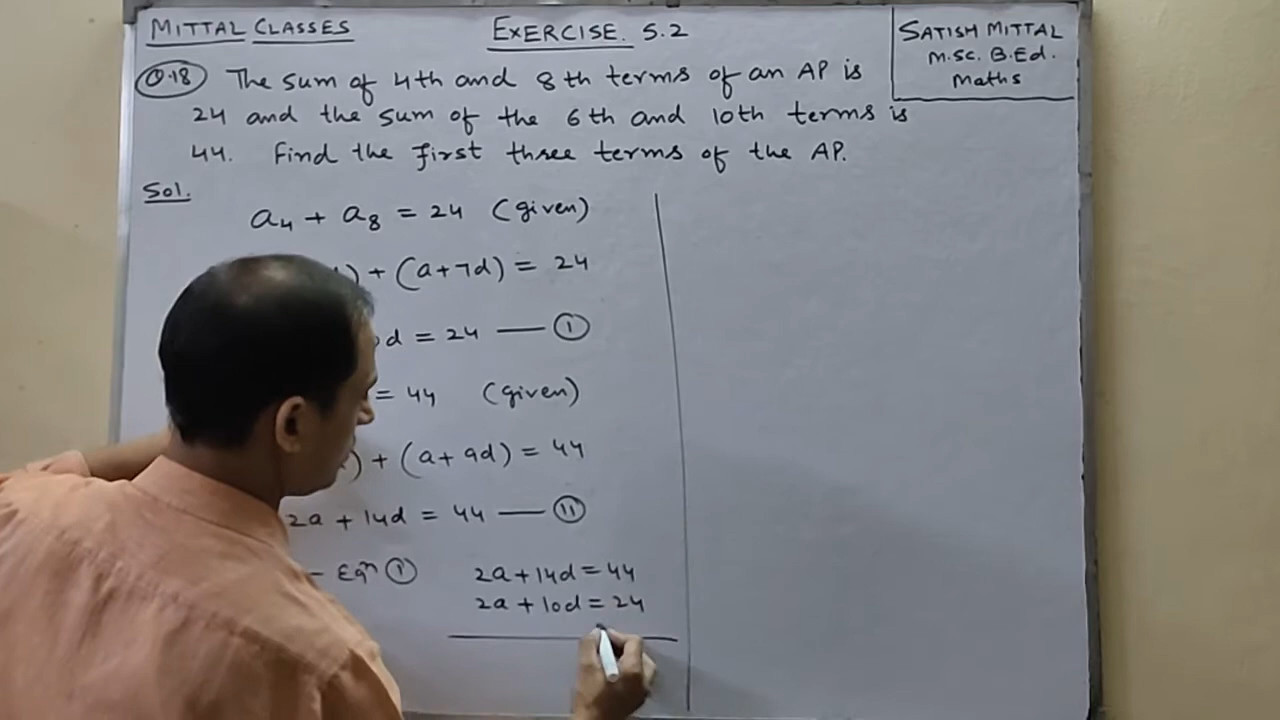 MITTAL CLASSES
EXERCISE. 5.2
SATISH MITTAL
M.Sc. B.Ed.
Maths
Q.18 The sum of 4th and 8th terms of an AP is
24 and the sum of the 6th and 10th terms is
44. Find the first three terms of the AP.
Sol.
a₄ + a₈ = 24 (given)
) + (a+7d) = 24
d = 24 — ①
= 44 (given)
) + (a+9d) = 44
2a + 14d = 44 — ⑪
- Eqⁿ ①
2a+14d=44
2a+10d=24